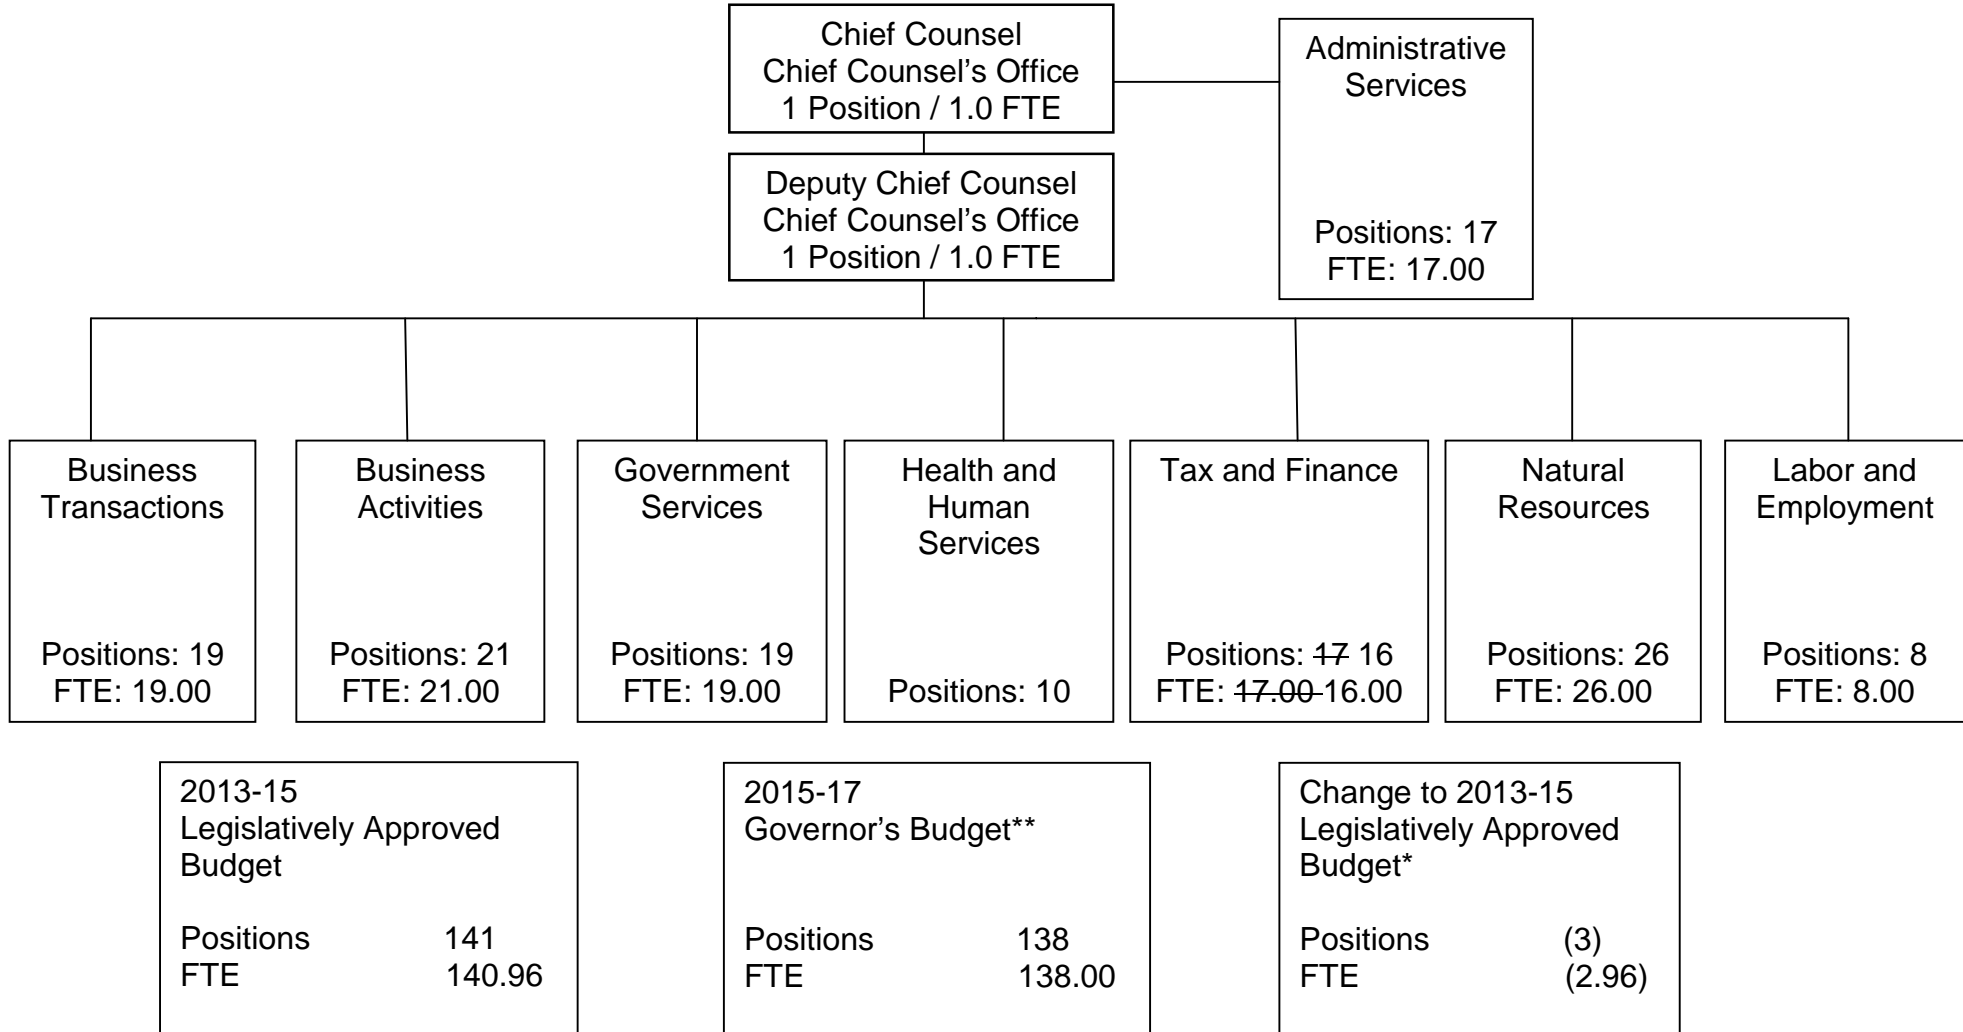 Chief Counsel
Chief Counsel's Office
1 Position / 1.0 FTE
Administrative
Services
Positions: 17
FTE: 17.00
Deputy Chief Counsel
Chief Counsel's Office
1 Position / 1.0 FTE
Business
Transactions
Positions: 19
FTE: 19.00
Business
Activities
Positions: 21
FTE: 21.00
Government
Services
Positions: 19
FTE: 19.00
Health and
Human
Services
Positions: 10
Tax and Finance
Positions: 17 16
FTE: 17.00 16.00
Natural
Resources
Positions: 26
FTE: 26.00
Labor and
Employment
Positions: 8
FTE: 8.00
2013-15
Legislatively Approved
Budget
Positions 141
FTE 140.96
2015-17
Governor's Budget**
Positions 138
FTE 138.00
Change to 2013-15
Legislatively Approved
Budget*
Positions (3)
FTE (2.96)